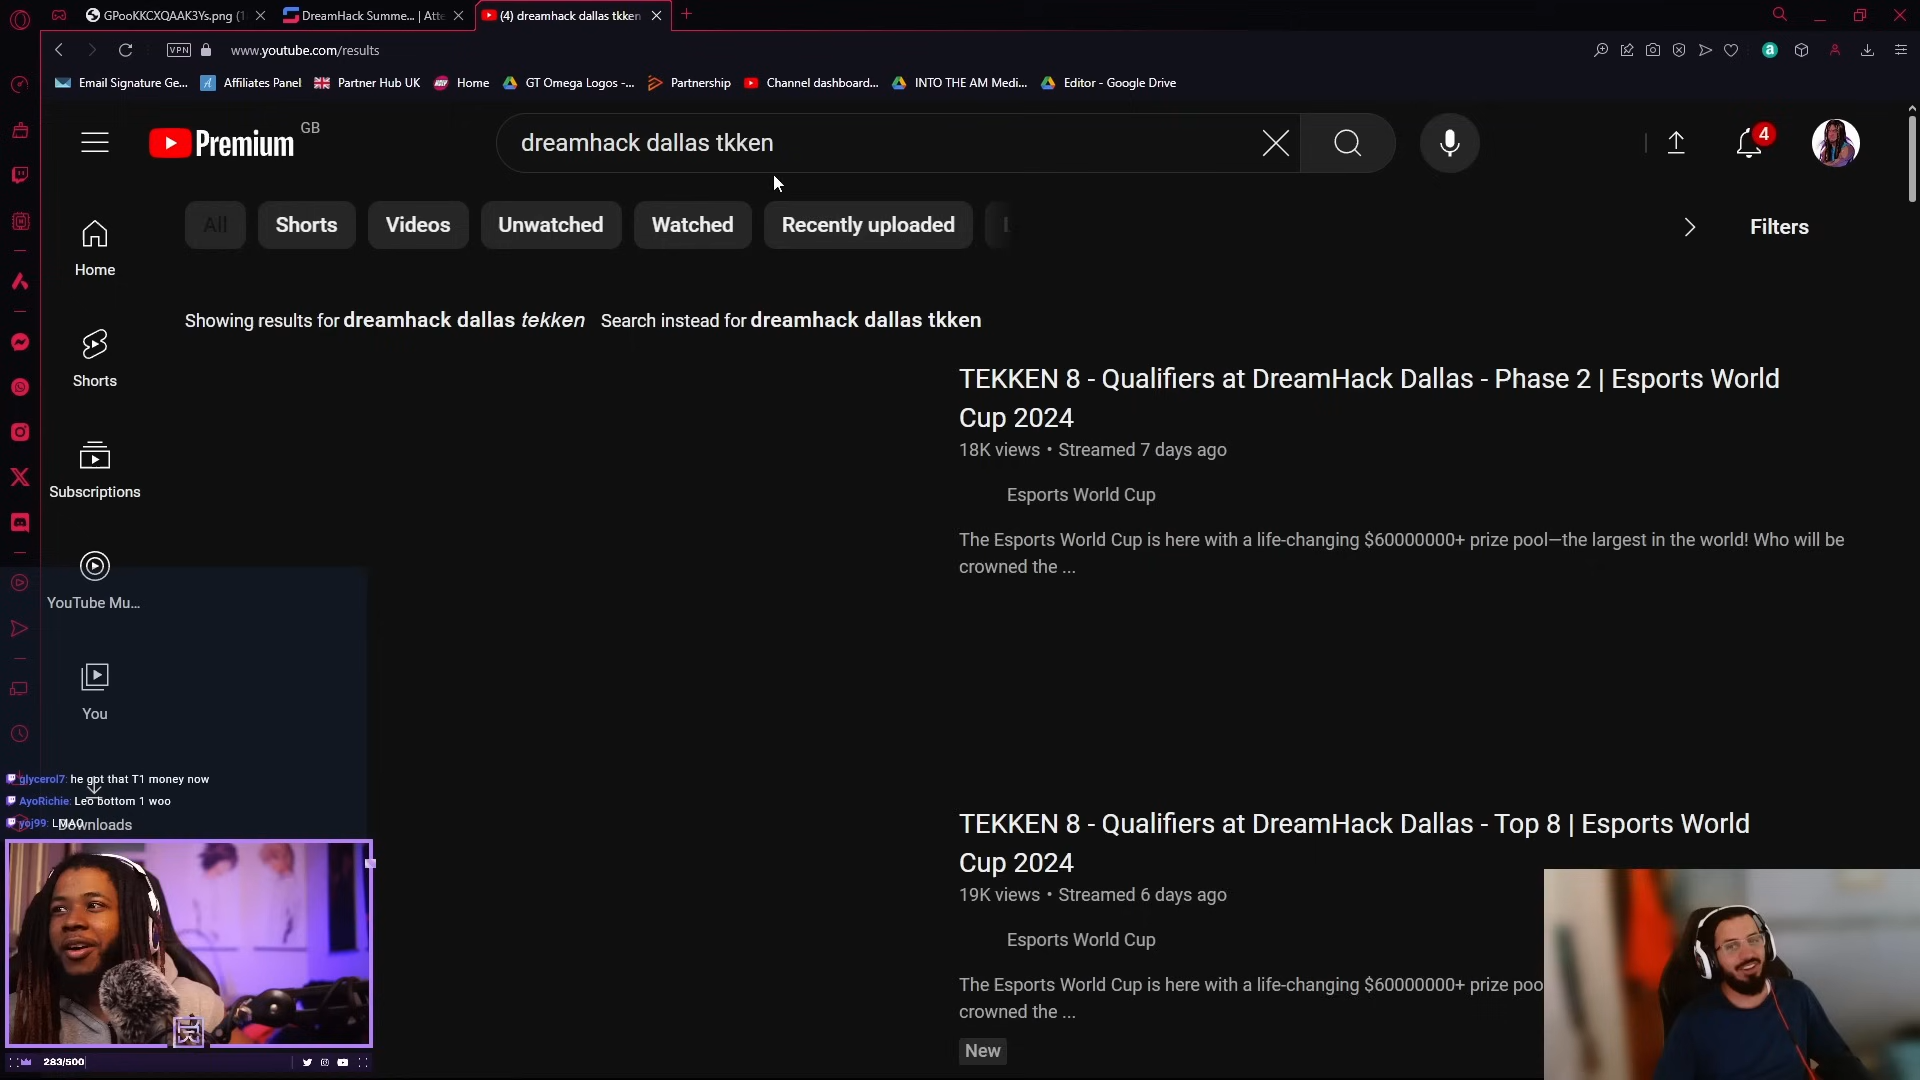 GPooKKCXQAAK3Ys.png (1
DreamHack Summe... | Atte
(4) dreamhack dallas tkken
VPN
www.youtube.com/results
Email Signature Ge...
Affiliates Panel
Partner Hub UK
Home
GT Omega Logos -...
Partnership
Channel dashboard...
INTO THE AM Medi...
Editor - Google Drive
Premium
GB
dreamhack dallas tkken
4
All
Shorts
Videos
Unwatched
Watched
Recently uploaded
Filters
Home
Shorts
Subscriptions
YouTube Mu...
You
Downloads
Showing results for dreamhack dallas tekken Search instead for dreamhack dallas tkken
TEKKEN 8 - Qualifiers at DreamHack Dallas - Phase 2 | Esports World
Cup 2024
18K views • Streamed 7 days ago
Esports World Cup
The Esports World Cup is here with a life-changing $60000000+ prize pool—the largest in the world! Who will be
crowned the ...
TEKKEN 8 - Qualifiers at DreamHack Dallas - Top 8 | Esports World
Cup 2024
19K views • Streamed 6 days ago
Esports World Cup
The Esports World Cup is here with a life-changing $60000000+ prize poo
crowned the ...
New
glycerol7: he gpt that T1 money now
AyoRichie: Leo bottom 1 woo
yoj99: LMAO
283/500